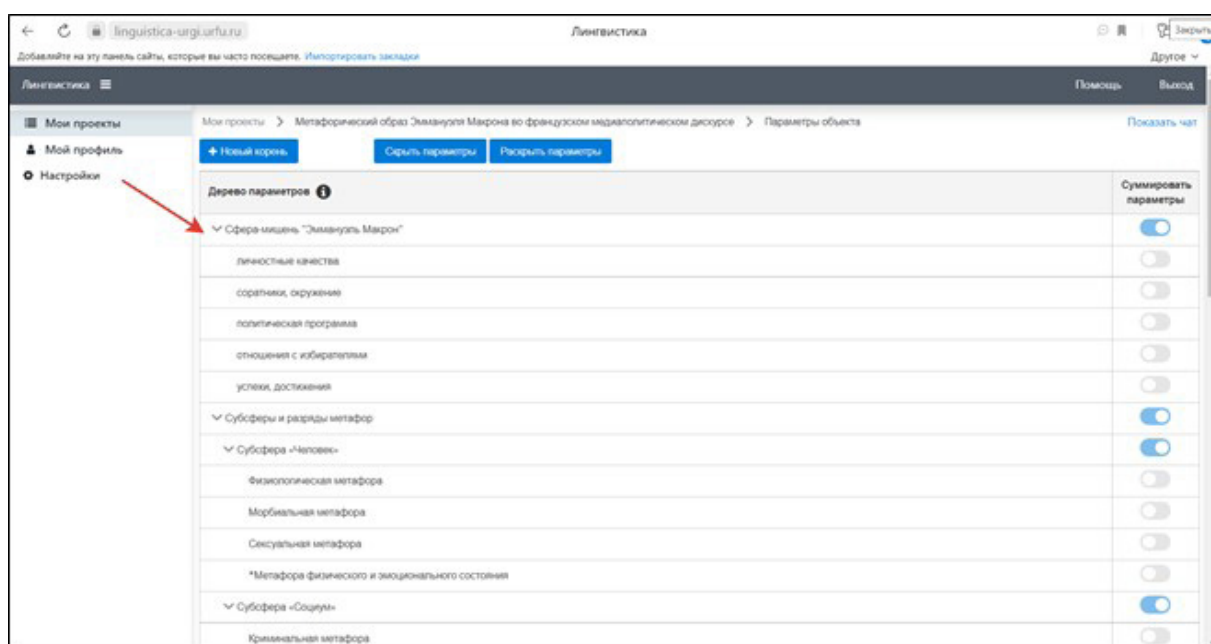 linguistica-urgi.urfu.ru Лингвистика Закрыть
Добавляйте на эту панель сайты, которые вы часто посещаете. Импортировать закладки Другое
Лингвистика Помощь Выход
Мои проекты
Мой профиль
Настройки
Мои проекты > Метафорический образ Эммануэля Макрона во французском медиаполитическом дискурсе > Параметры объекта Показать чат
+ Новый корень Скрыть параметры Раскрыть параметры
Дерево параметров Суммировать
параметры
Сфера-мишень "Эммануэль Макрон"
личностные качества
соратники, окружение
политическая программа
отношения с избирателями
успехи, достижения
Субсферы и разряды метафор
Субсфера «Человек»
Физиологическая метафора
Морбиальная метафора
Сексуальная метафора
*Метафора физического и эмоционального состояния
Субсфера «Социум»
Криминальная метафора